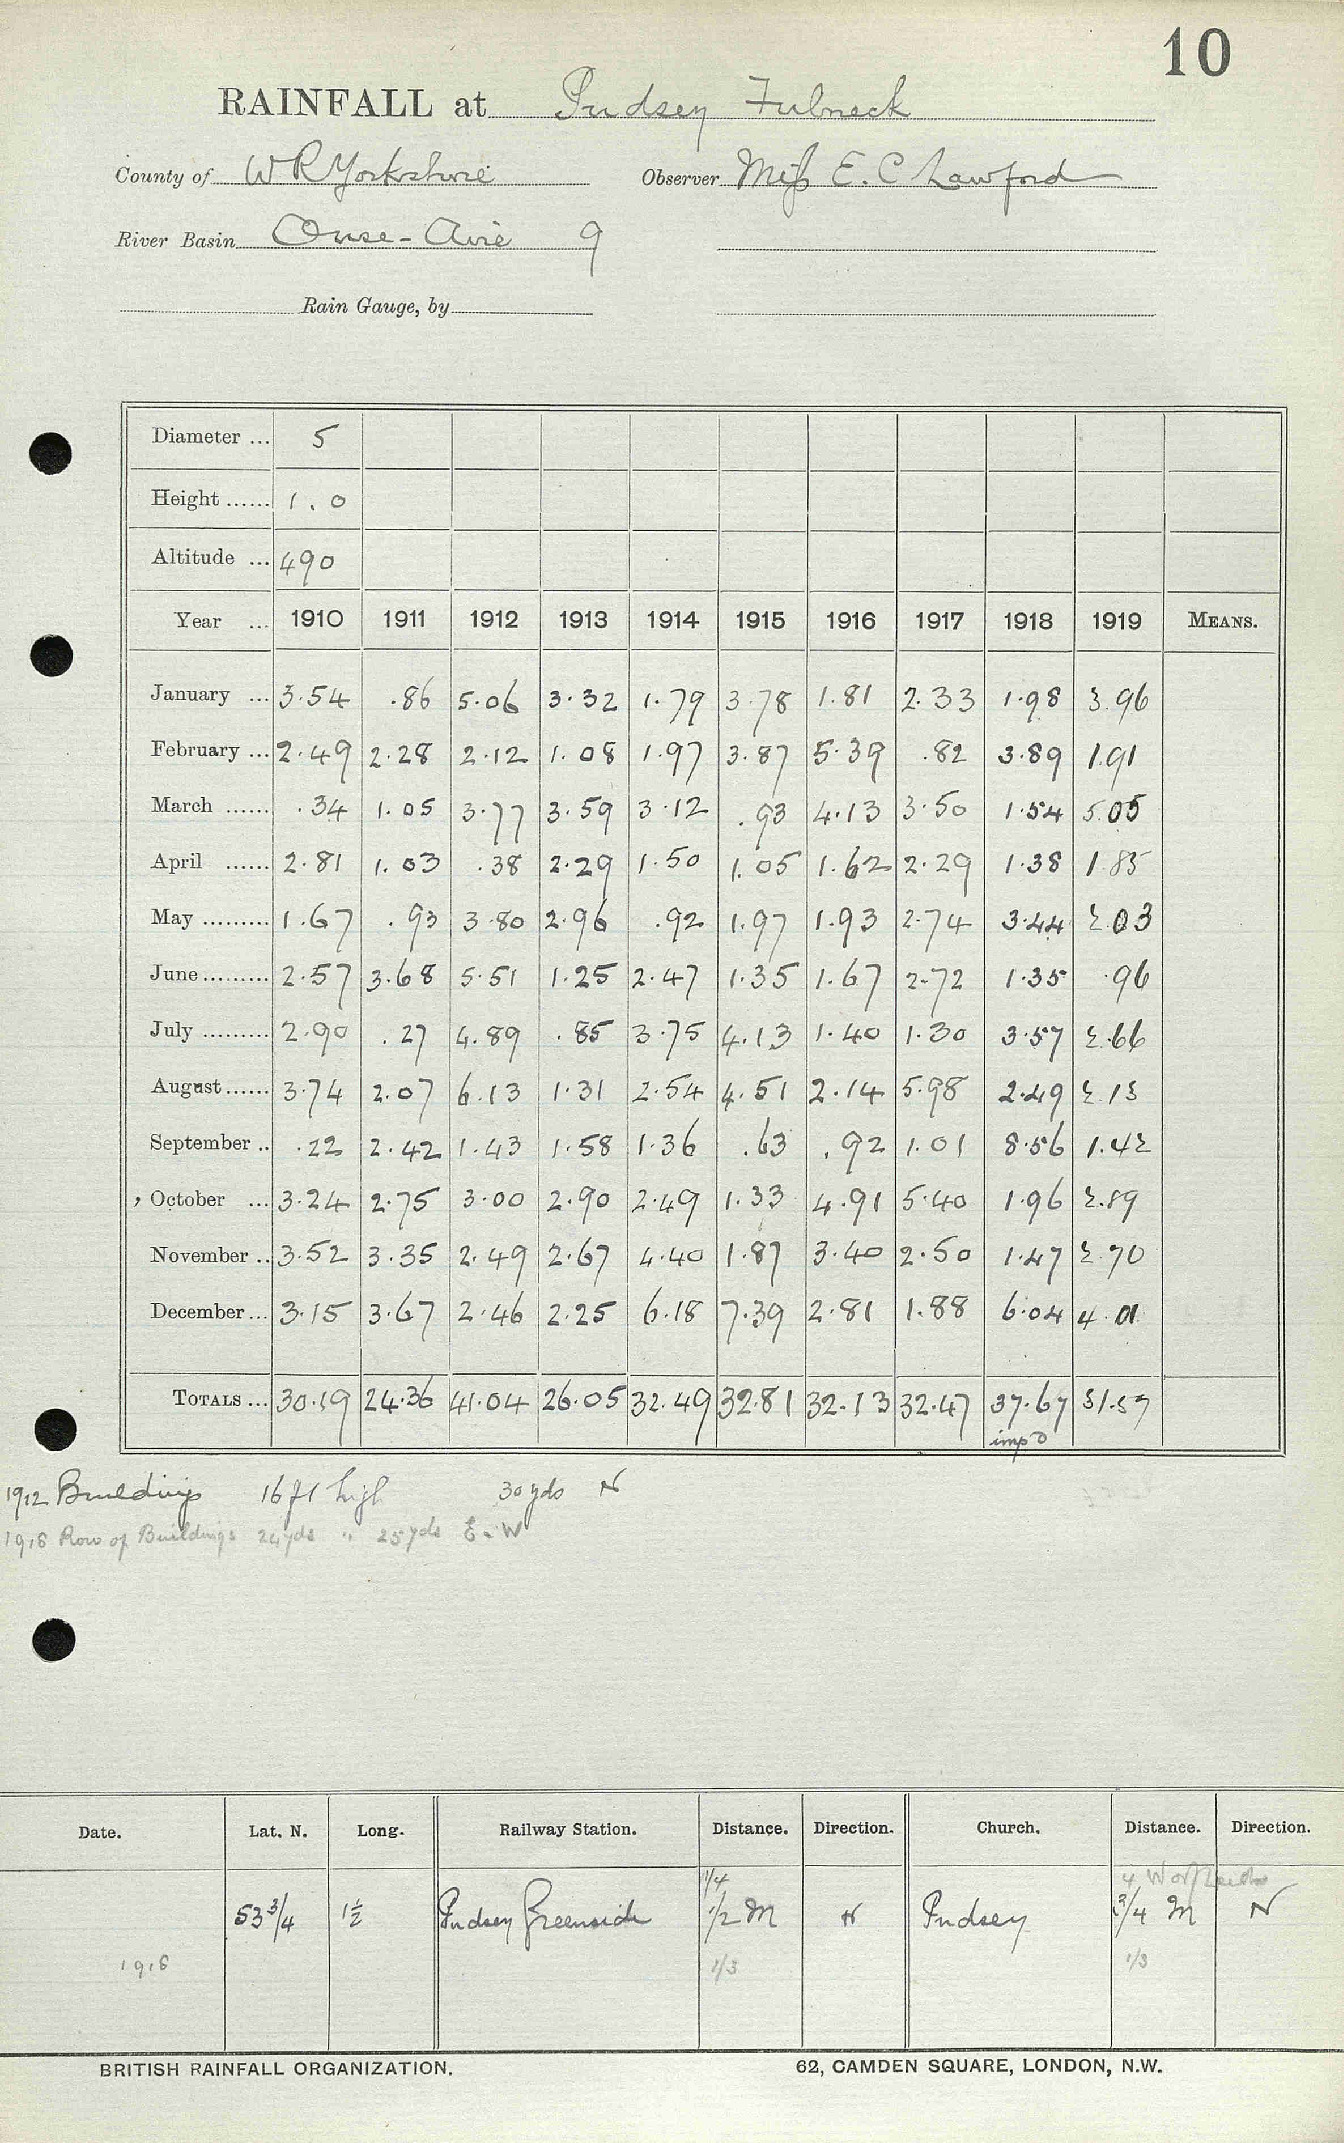 10
RAINFALL at Pudsey Fulneck
County of W R Yorkshire Observer Miss E. C Lawford
River Basin Ouse - Aire 9
Rain Gauge, by
Diameter ... 5
Height ...... 1.0
Altitude ... 490
Year ... 1910 1911 1912 1913 1914 1915 1916 1917 1918 1919 MEANS.
January ... 3.54 .86 5.06 3.32 1.79 3.78 1.81 2.33 1.98 3.96
February ... 2.49 2.28 2.12 1.08 1.97 3.87 5.39 .82 3.89 1.91
March ...... .34 1.05 3.77 3.59 3.12 .93 4.13 3.50 1.54 5.05
April ...... 2.81 1.03 .38 2.29 1.50 1.05 1.62 2.29 1.38 1.85
May ......... 1.67 .93 3.80 2.96 .92 1.97 1.93 2.74 3.44 2.03
June ......... 2.57 3.68 5.51 1.25 2.47 1.35 1.67 2.72 1.35 .96
July ......... 2.90 .27 4.89 .85 3.75 4.13 1.40 1.30 3.57 2.66
August ...... 3.74 2.07 6.13 1.31 2.54 4.51 2.14 5.98 2.49 2.13
September .. .22 2.42 1.43 1.58 1.36 .63 .92 1.01 8.56 1.42
October ... 3.24 2.75 3.00 2.90 2.49 1.33 4.91 5.40 1.96 2.89
November .. 3.52 3.35 2.49 2.67 4.40 1.87 3.40 2.50 1.47 2.70
December ... 3.15 3.67 2.46 2.25 6.18 7.39 2.81 1.88 6.04 4.01
TOTALS ... 30.19 24.36 41.04 26.05 32.49 32.81 32.13 32.47 37.67 31.57
imp
1912 Buildings 16 ft high 30 yds N
1918 Row of Buildings 24 yds " 25 yds E. W
Date. Lat. N. Long. Railway Station. Distance. Direction. Church. Distance. Direction.
1/4 4 W of Leeds
53 3/4 1 1/2 Pudsey Greenside 1/2 M N Pudsey 3/4 M N
1918 1/3 1/3
BRITISH RAINFALL ORGANIZATION. 62, CAMDEN SQUARE, LONDON, N.W.